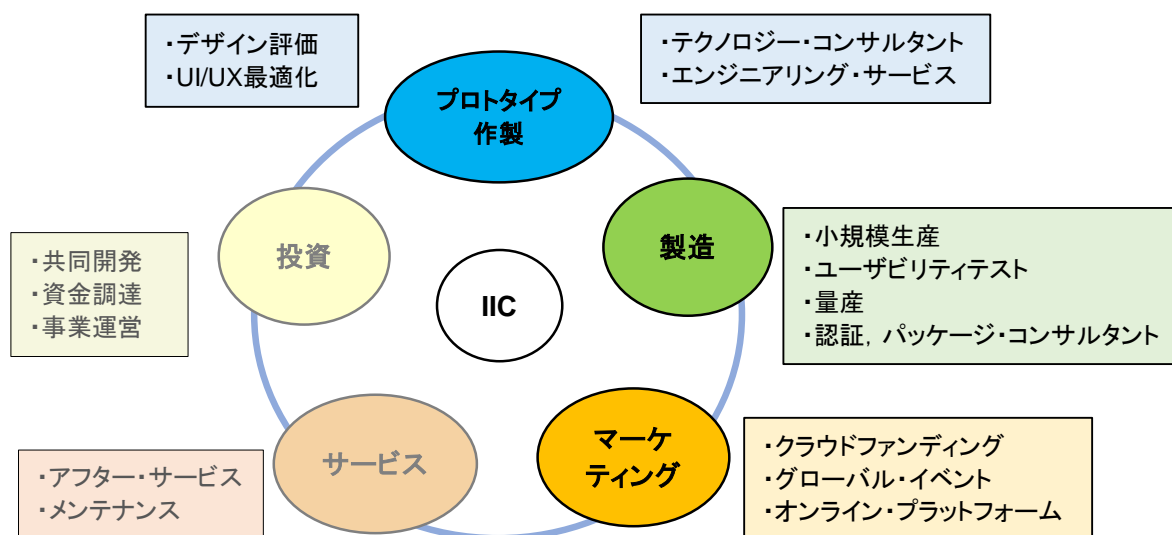 ・デザイン評価
・UI/UX最適化
プロトタイプ
作製
・テクノロジー・コンサルタント
・エンジニアリング・サービス
製造
・小規模生産
・ユーザビリティテスト
・量産
・認証，パッケージ・コンサルタント
マーケ
ティング
・クラウドファンディング
・グローバル・イベント
・オンライン・プラットフォーム
サービス
・アフター・サービス
・メンテナンス
投資
・共同開発
・資金調達
・事業運営
IIC